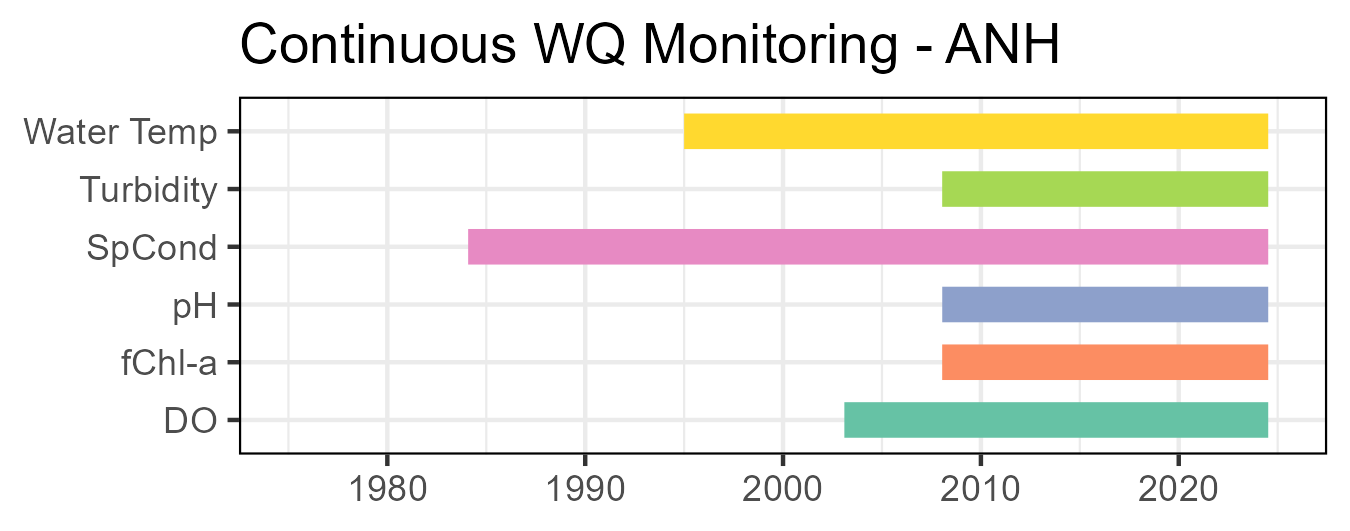 Continuous WQ Monitoring - ANH
Water Temp
Turbidity
SpCond
pH
fChl-a
DO
1980 1990 2000 2010 2020